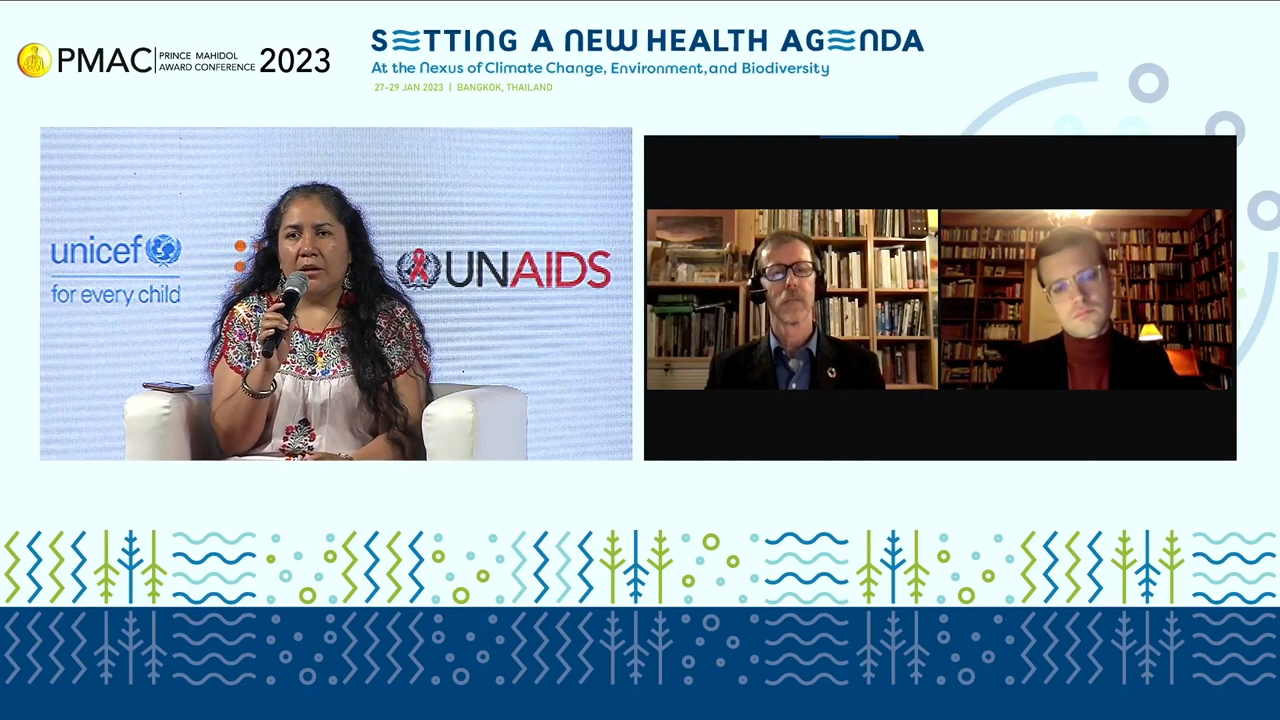 PMAC
PRINCE MAHIDOL
AWARD CONFERENCE
2023
SETTING A NEW HEALTH AGENDA
At the Nexus of Climate Change, Environment, and Biodiversity
27-29 JAN 2023 | BANGKOK, THAILAND
unicef
for every child
UNAIDS